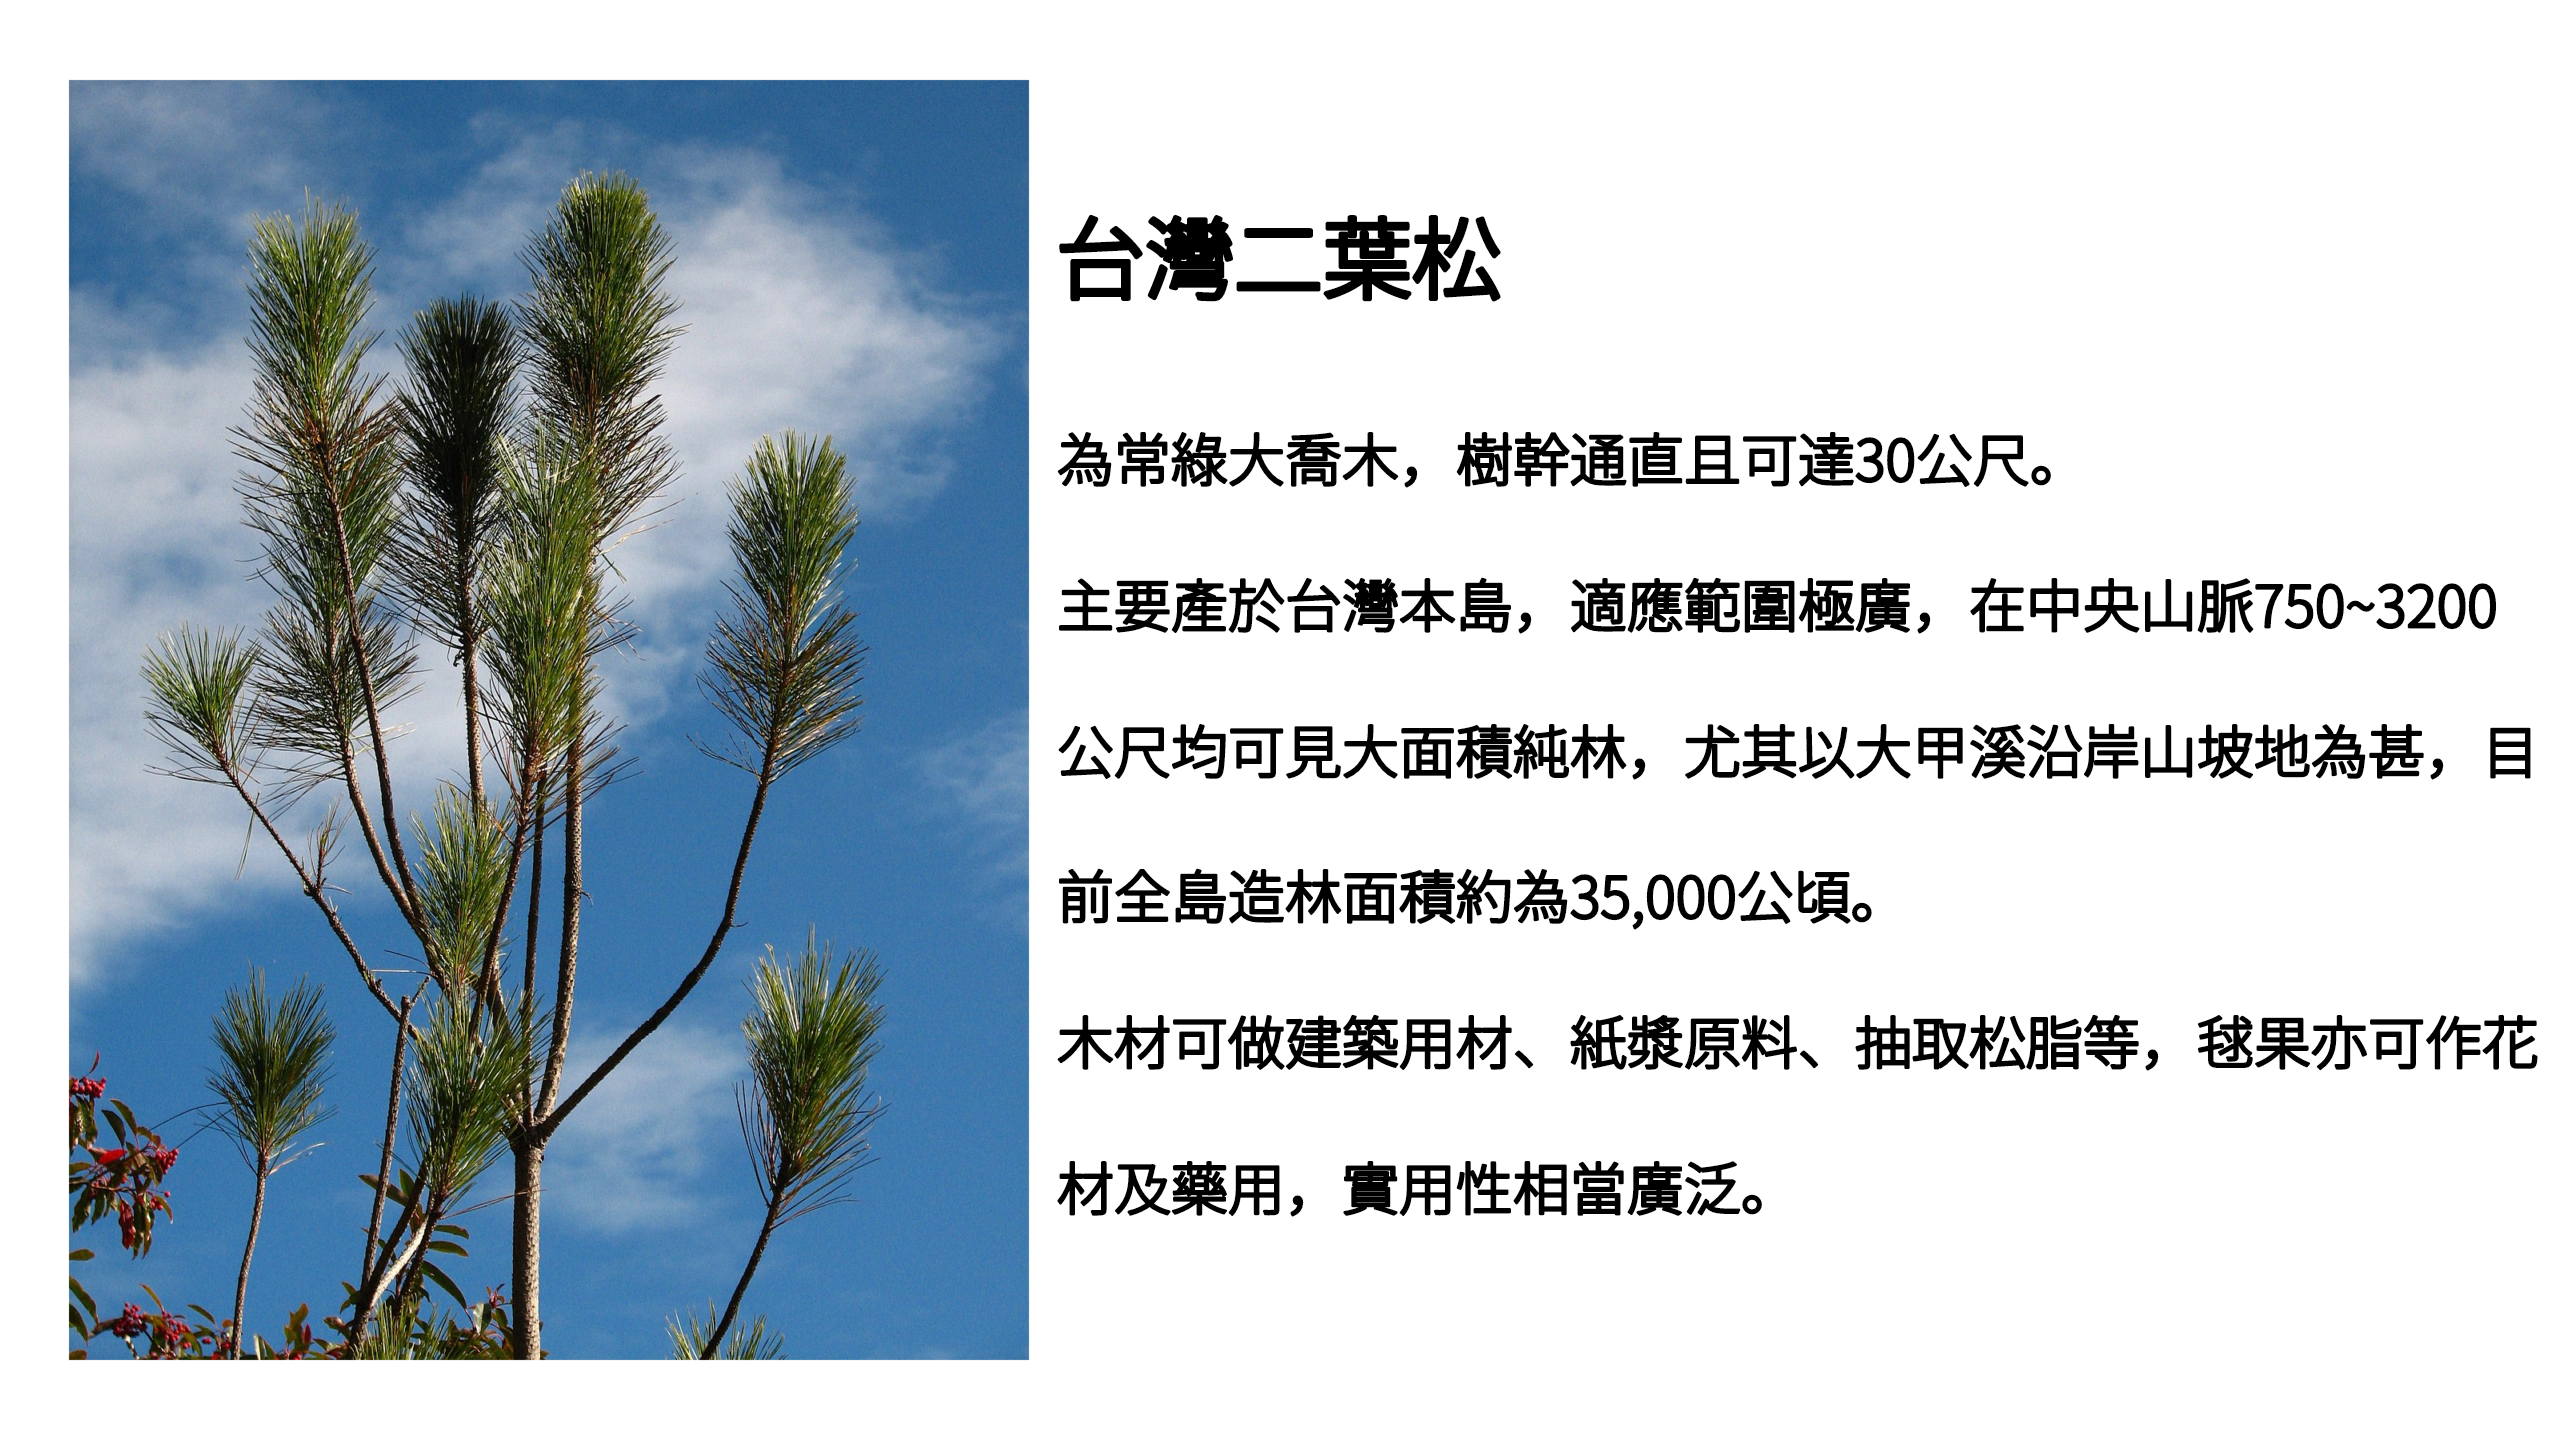 台灣二葉松
為常綠大喬木，樹幹通直且可達30公尺。
主要產於台灣本島，適應範圍極廣，在中央山脈750~3200
公尺均可見大面積純林，尤其以大甲溪沿岸山坡地為甚，目
前全島造林面積約為35,000公頃。
木材可做建築用材、紙漿原料、抽取松脂等，毬果亦可作花
材及藥用，實用性相當廣泛。